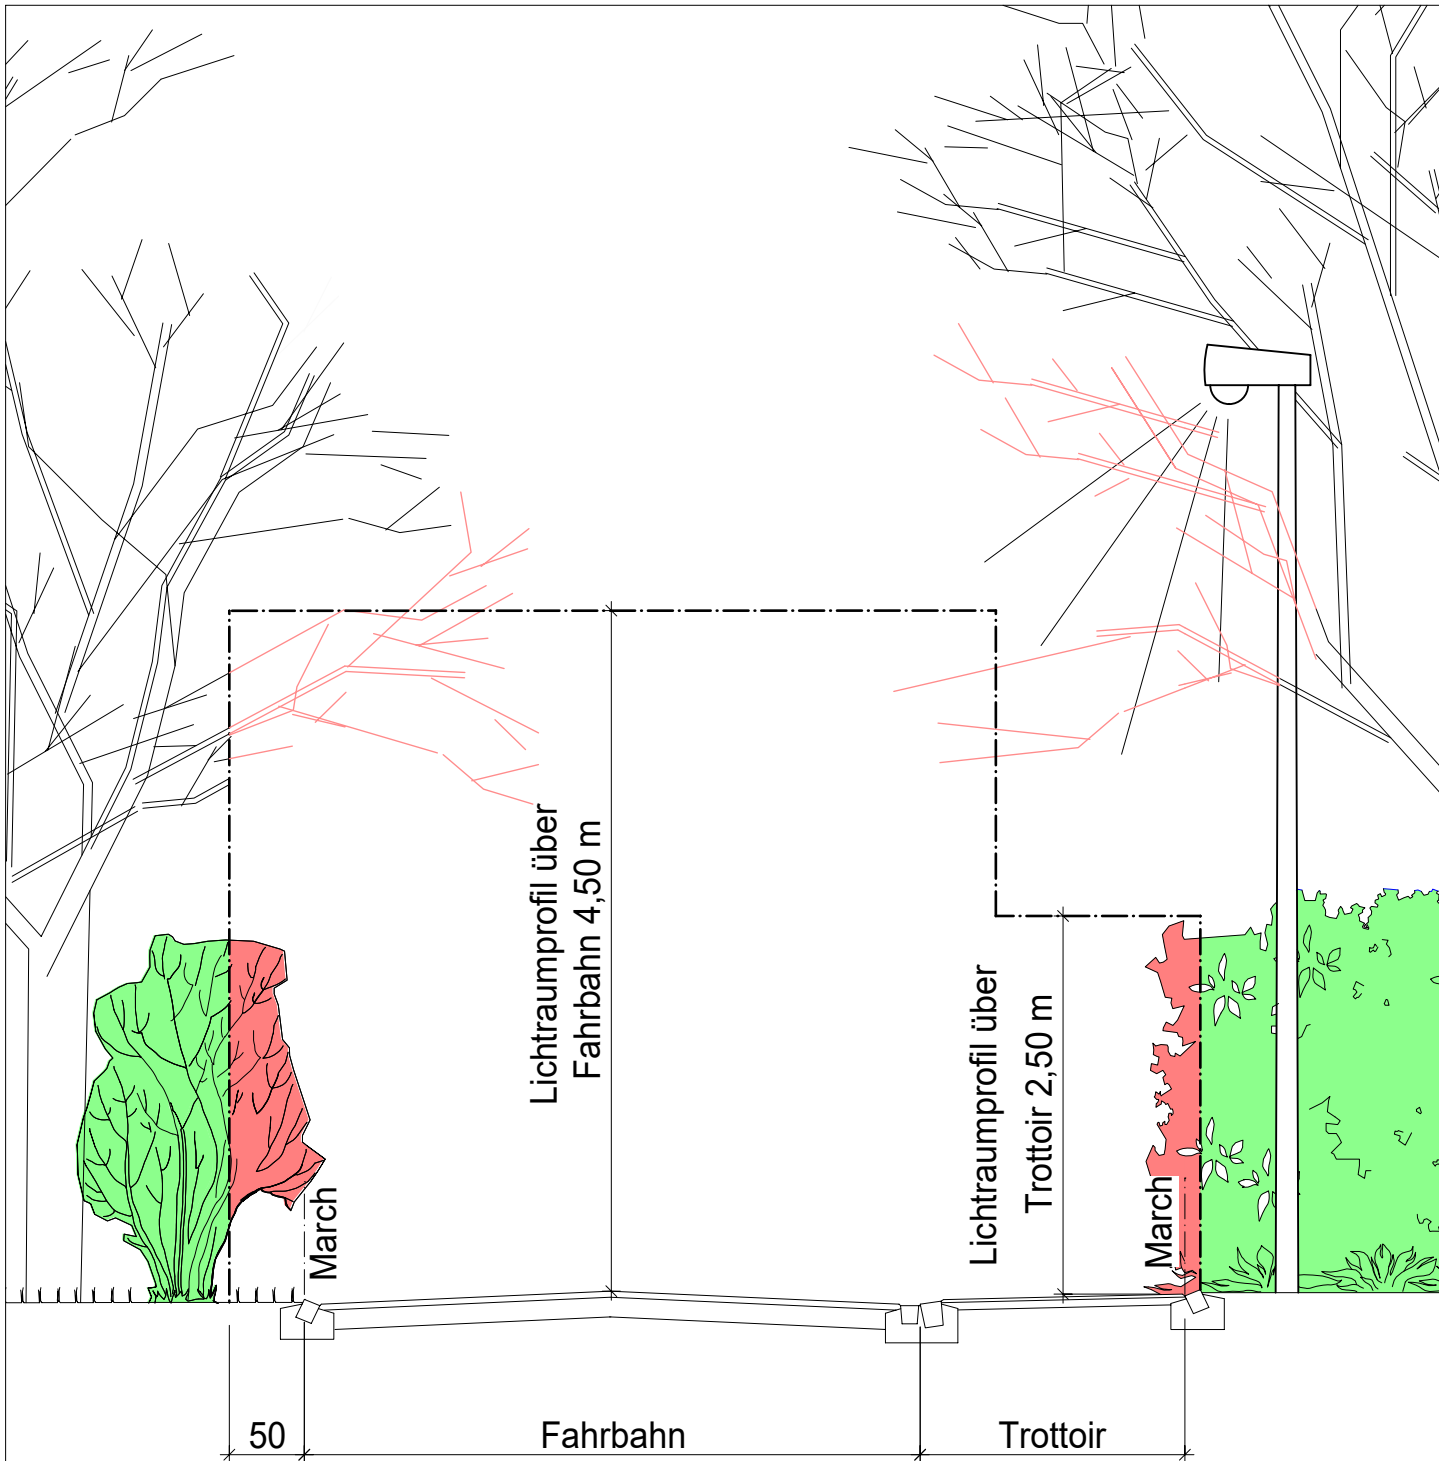 Lichtraumprofil über
Fahrbahn 4,50 m
Lichtraumprofil über
Trottoir 2,50 m
March
March
50
Fahrbahn
Trottoir